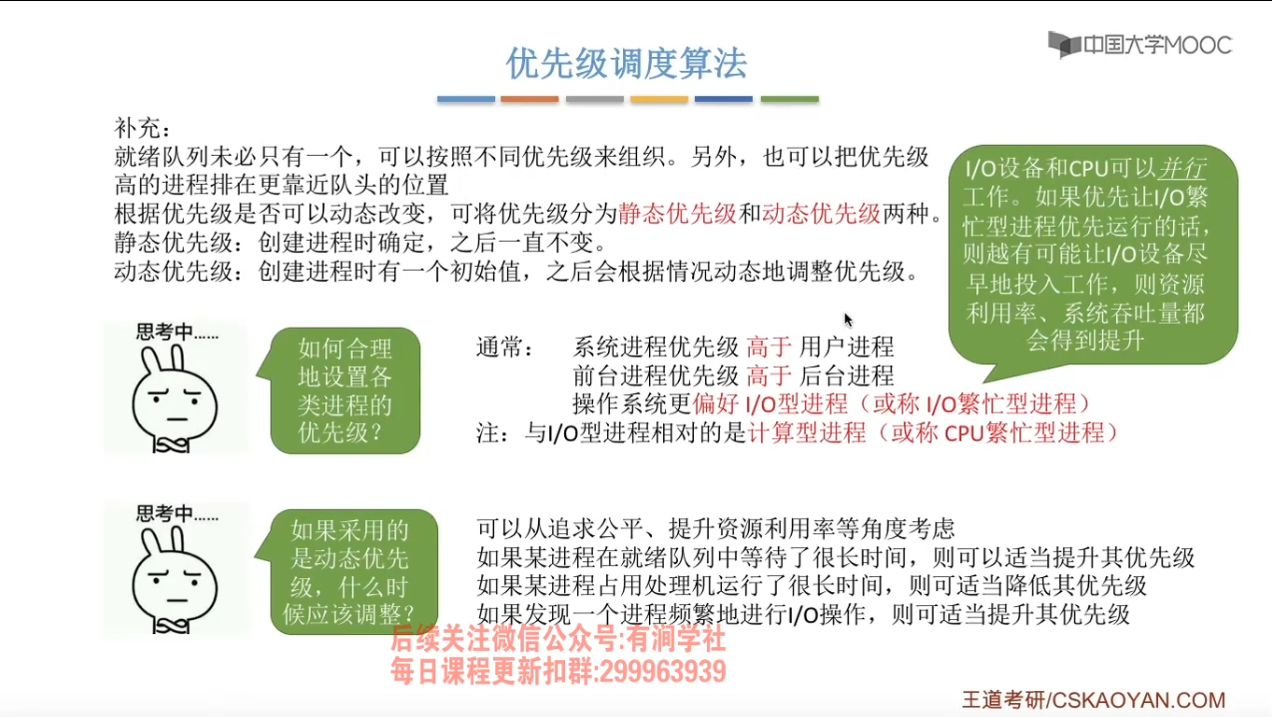 中国大学MOOC
优先级调度算法
补充：
就绪队列未必只有一个，可以按照不同优先级来组织。另外，也可以把优先级
高的进程排在更靠近队头的位置
根据优先级是否可以动态改变，可将优先级分为静态优先级和动态优先级两种。
静态优先级：创建进程时确定，之后一直不变。
动态优先级：创建进程时有一个初始值，之后会根据情况动态地调整优先级。
I/O设备和CPU可以并行
工作。如果优先让I/O繁
忙型进程优先运行的话，
则越有可能让I/O设备尽
早地投入工作，则资源
利用率、系统吞吐量都
会得到提升
思考中......
如何合理
地设置各
类进程的
优先级？
通常： 系统进程优先级 高于 用户进程
前台进程优先级 高于 后台进程
操作系统更偏好 I/O型进程（或称 I/O繁忙型进程）
注：与I/O型进程相对的是计算型进程（或称 CPU繁忙型进程）
思考中......
如果采用的
是动态优先
级，什么时
候应该调整？
可以从追求公平、提升资源利用率等角度考虑
如果某进程在就绪队列中等待了很长时间，则可以适当提升其优先级
如果某进程占用处理机运行了很长时间，则可适当降低其优先级
如果发现一个进程频繁地进行I/O操作，则可适当提升其优先级
后续关注微信公众号:有涧学社
每日课程更新扣群:299963939
王道考研/CSKAOYAN.COM